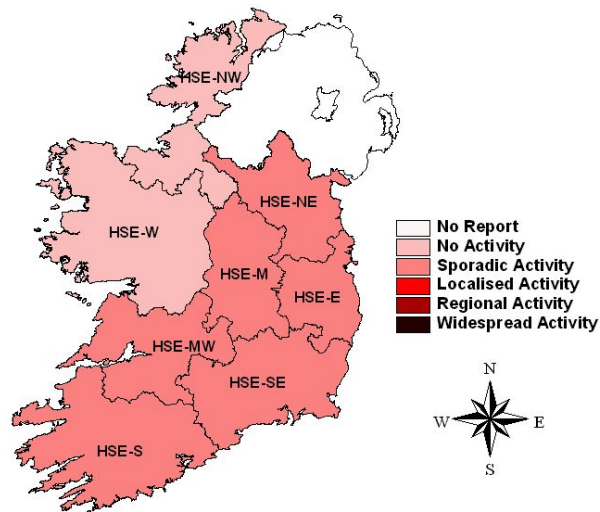 HSE-NW
HSE-NE
HSE-W
HSE-M
HSE-E
HSE-MW
HSE-SE
HSE-S
No Report
No Activity
Sporadic Activity
Localised Activity
Regional Activity
Widespread Activity
N
W E
S